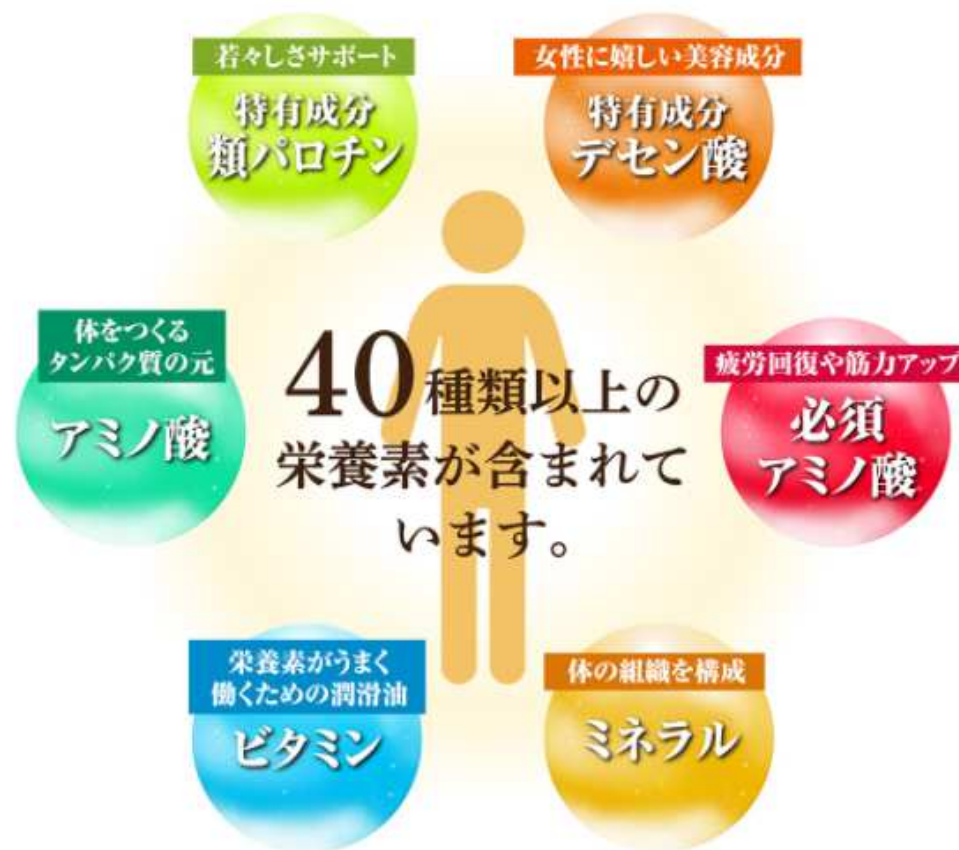 若々しさサポート
特有成分
類パロチン
女性に嬉しい美容成分
特有成分
デセン酸
体をつくる
タンパク質の元
アミノ酸
40種類以上の
栄養素が含まれて
います。
疲労回復や筋力アップ
必須
アミノ酸
栄養素がうまく
働くための潤滑油
ビタミン
体の組織を構成
ミネラル